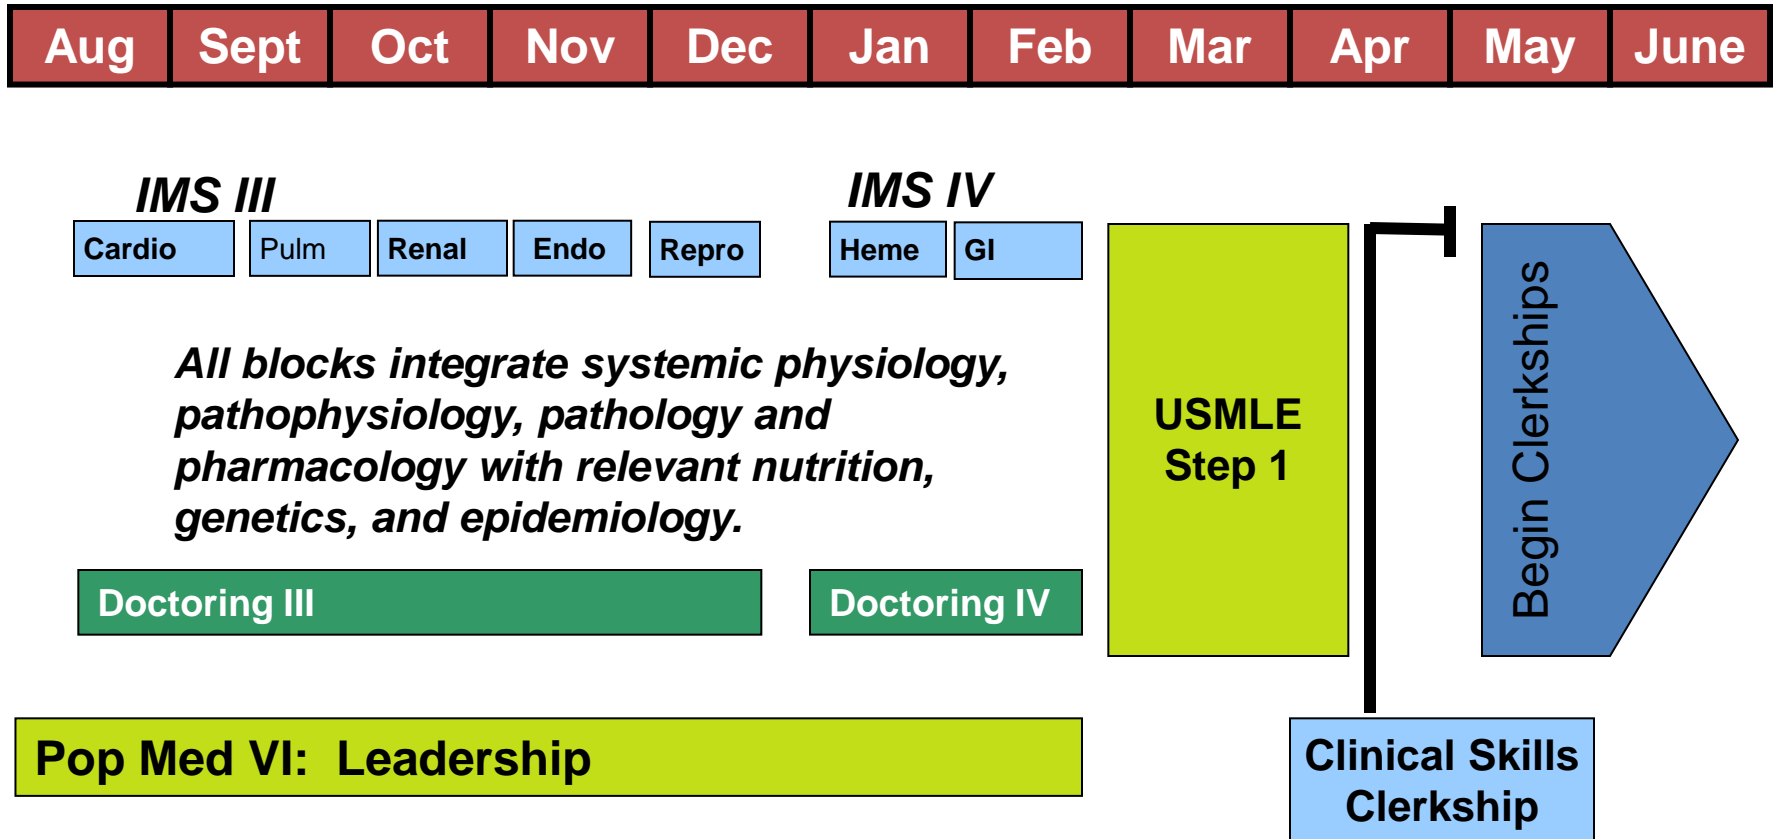 Aug Sept Oct Nov Dec Jan Feb Mar Apr May June
IMS III
IMS IV
Cardio Pulm Renal Endo Repro Heme GI
All blocks integrate systemic physiology,
pathophysiology, pathology and
pharmacology with relevant nutrition,
genetics, and epidemiology.
USMLE
Step 1
Begin Clerkships
Doctoring III
Doctoring IV
Pop Med VI: Leadership
Clinical Skills
Clerkship